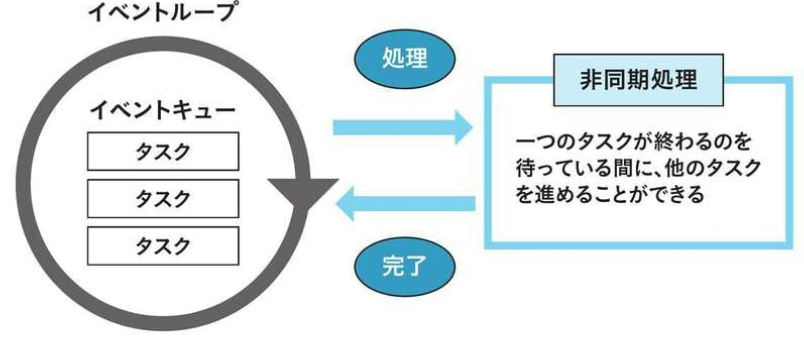 イベントループ
イベントキュー
タスク
タスク
タスク
処理
完了
非同期処理
一つのタスクが終わるのを
待っている間に、他のタスク
を進めることができる